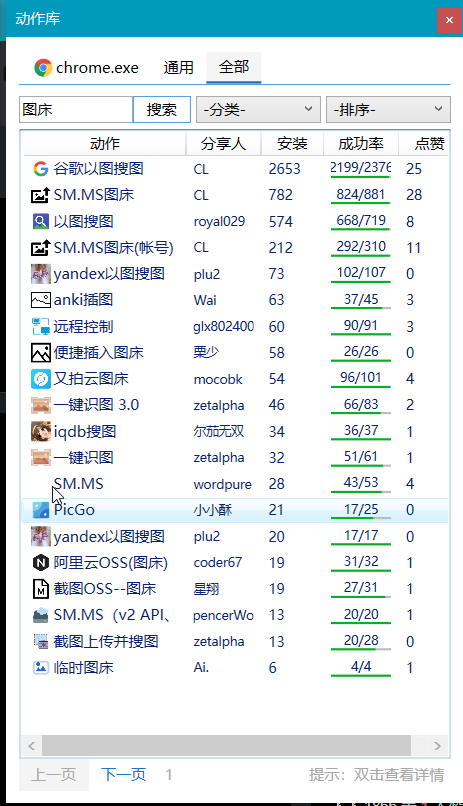 动作库
chrome.exe 通用 全部
图床 搜索 -分类- -排序-
动作 分享人 安装 成功率 点赞
谷歌以图搜图 CL 2653 2199/2376 25
SM.MS图床 CL 782 824/881 28
以图搜图 royal029 574 668/719 8
SM.MS图床(帐号) CL 212 292/310 11
yandex以图搜图 plu2 73 102/107 0
anki插图 Wai 63 37/45 3
远程控制 glx802400 60 90/91 3
便捷插入图床 栗少 58 26/26 0
又拍云图床 mocobk 54 96/101 4
一键识图 3.0 zetalpha 46 66/83 2
iqdb搜图 尔茄无双 34 36/37 1
一键识图 zetalpha 32 51/61 1
SM.MS wordpure 28 43/53 4
PicGo 小小酥 21 17/25 0
yandex以图搜图 plu2 20 17/17 0
阿里云OSS(图床) coder67 19 31/32 1
截图OSS--图床 星翔 19 27/31 1
SM.MS（v2 API、 pencerWo 13 20/20 1
截图上传并搜图 zetalpha 13 20/28 0
临时图床 Ai. 6 4/4 1
上一页 下一页 1 提示：双击查看详情